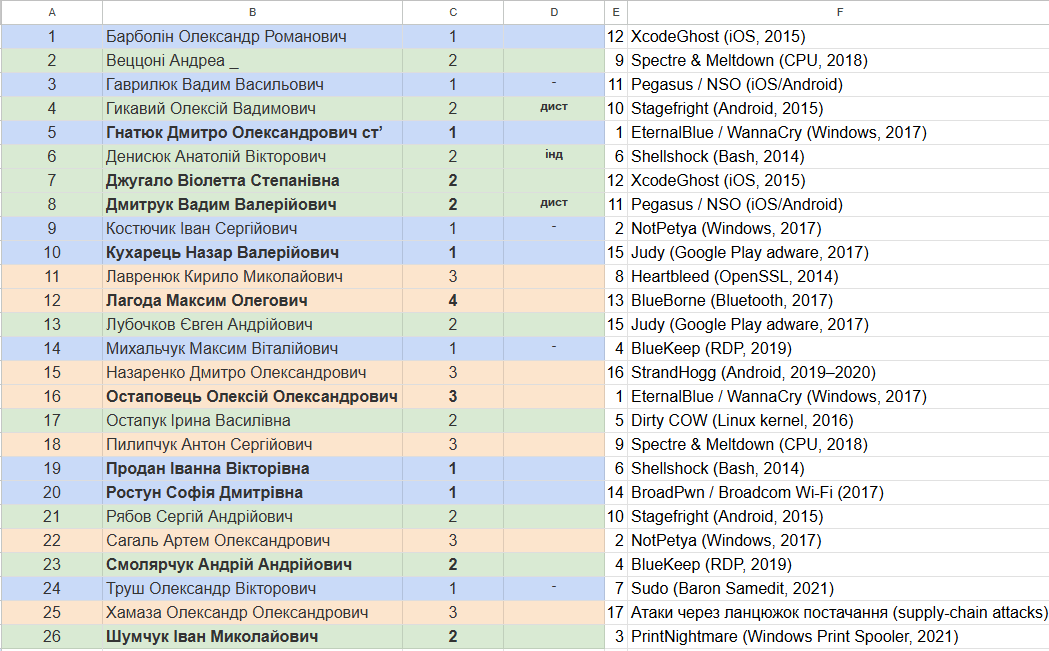 A B C D E F
1 Барболін Олександр Романович 1 12 XcodeGhost (iOS, 2015)
2 Веццоні Андреа _ 2 9 Spectre & Meltdown (CPU, 2018)
3 Гаврилюк Вадим Васильович 1 - 11 Pegasus / NSO (iOS/Android)
4 Гикавий Олексій Вадимович 2 дист 10 Stagefright (Android, 2015)
5 Гнатюк Дмитро Олександрович ст’ 1 1 EternalBlue / WannaCry (Windows, 2017)
6 Денисюк Анатолій Вікторович 2 інд 6 Shellshock (Bash, 2014)
7 Джугало Віолетта Степанівна 2 12 XcodeGhost (iOS, 2015)
8 Дмитрук Вадим Валерійович 2 дист 11 Pegasus / NSO (iOS/Android)
9 Костючик Іван Сергійович 1 - 2 NotPetya (Windows, 2017)
10 Кухарець Назар Валерійович 1 15 Judy (Google Play adware, 2017)
11 Лавренюк Кирило Миколайович 3 8 Heartbleed (OpenSSL, 2014)
12 Лагода Максим Олегович 4 13 BlueBorne (Bluetooth, 2017)
13 Лубочков Євген Андрійович 2 15 Judy (Google Play adware, 2017)
14 Михальчук Максим Віталійович 1 - 4 BlueKeep (RDP, 2019)
15 Назаренко Дмитро Олександрович 3 16 StrandHogg (Android, 2019–2020)
16 Остаповець Олексій Олександрович 3 1 EternalBlue / WannaCry (Windows, 2017)
17 Остапук Ірина Василівна 2 5 Dirty COW (Linux kernel, 2016)
18 Пилипчук Антон Сергійович 3 9 Spectre & Meltdown (CPU, 2018)
19 Продан Іванна Вікторівна 1 6 Shellshock (Bash, 2014)
20 Ростун Софія Дмитрівна 1 14 BroadPwn / Broadcom Wi-Fi (2017)
21 Рябов Сергій Андрійович 2 10 Stagefright (Android, 2015)
22 Сагаль Артем Олександрович 3 2 NotPetya (Windows, 2017)
23 Смолярчук Андрій Андрійович 2 4 BlueKeep (RDP, 2019)
24 Труш Олександр Вікторович 1 - 7 Sudo (Baron Samedit, 2021)
25 Хамаза Олександр Олександрович 3 17 Атаки через ланцюжок постачання (supply-chain attacks)
26 Шумчук Іван Миколайович 2 3 PrintNightmare (Windows Print Spooler, 2021)